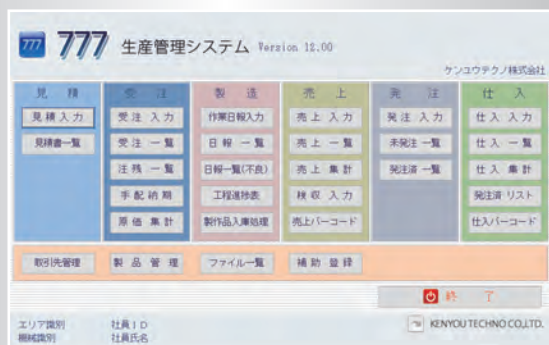 777 777 生産管理システム Version 12.00
ケンユウテクノ株式会社
見積 受注 製造 売上 発注 仕入
見積入力 受注入力 作業日報入力 売上入力 発注入力 仕入入力
見積書一覧 受注一覧 日報一覧 売上一覧 未発注一覧 仕入一覧
注残一覧 日報一覧(不良) 売上集計 発注済一覧 仕入集計
手配納期 工程進捗表 検収入力 発注済リスト
原価集計 製作品入庫処理 売上バーコード 仕入バーコード
取引先管理 製品管理 ファイル一覧 補助登録
終了
エリア識別 社員ID
機械識別 社員氏名
KENYOU TECHNO CO.,LTD.